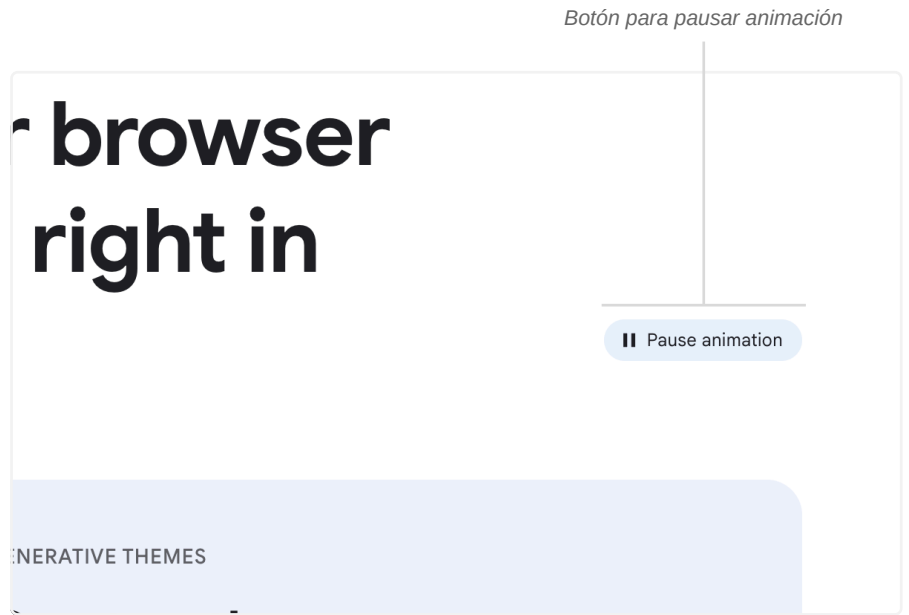 Botón para pausar animación
r browser
right in
Pause animation
ENERATIVE THEMES